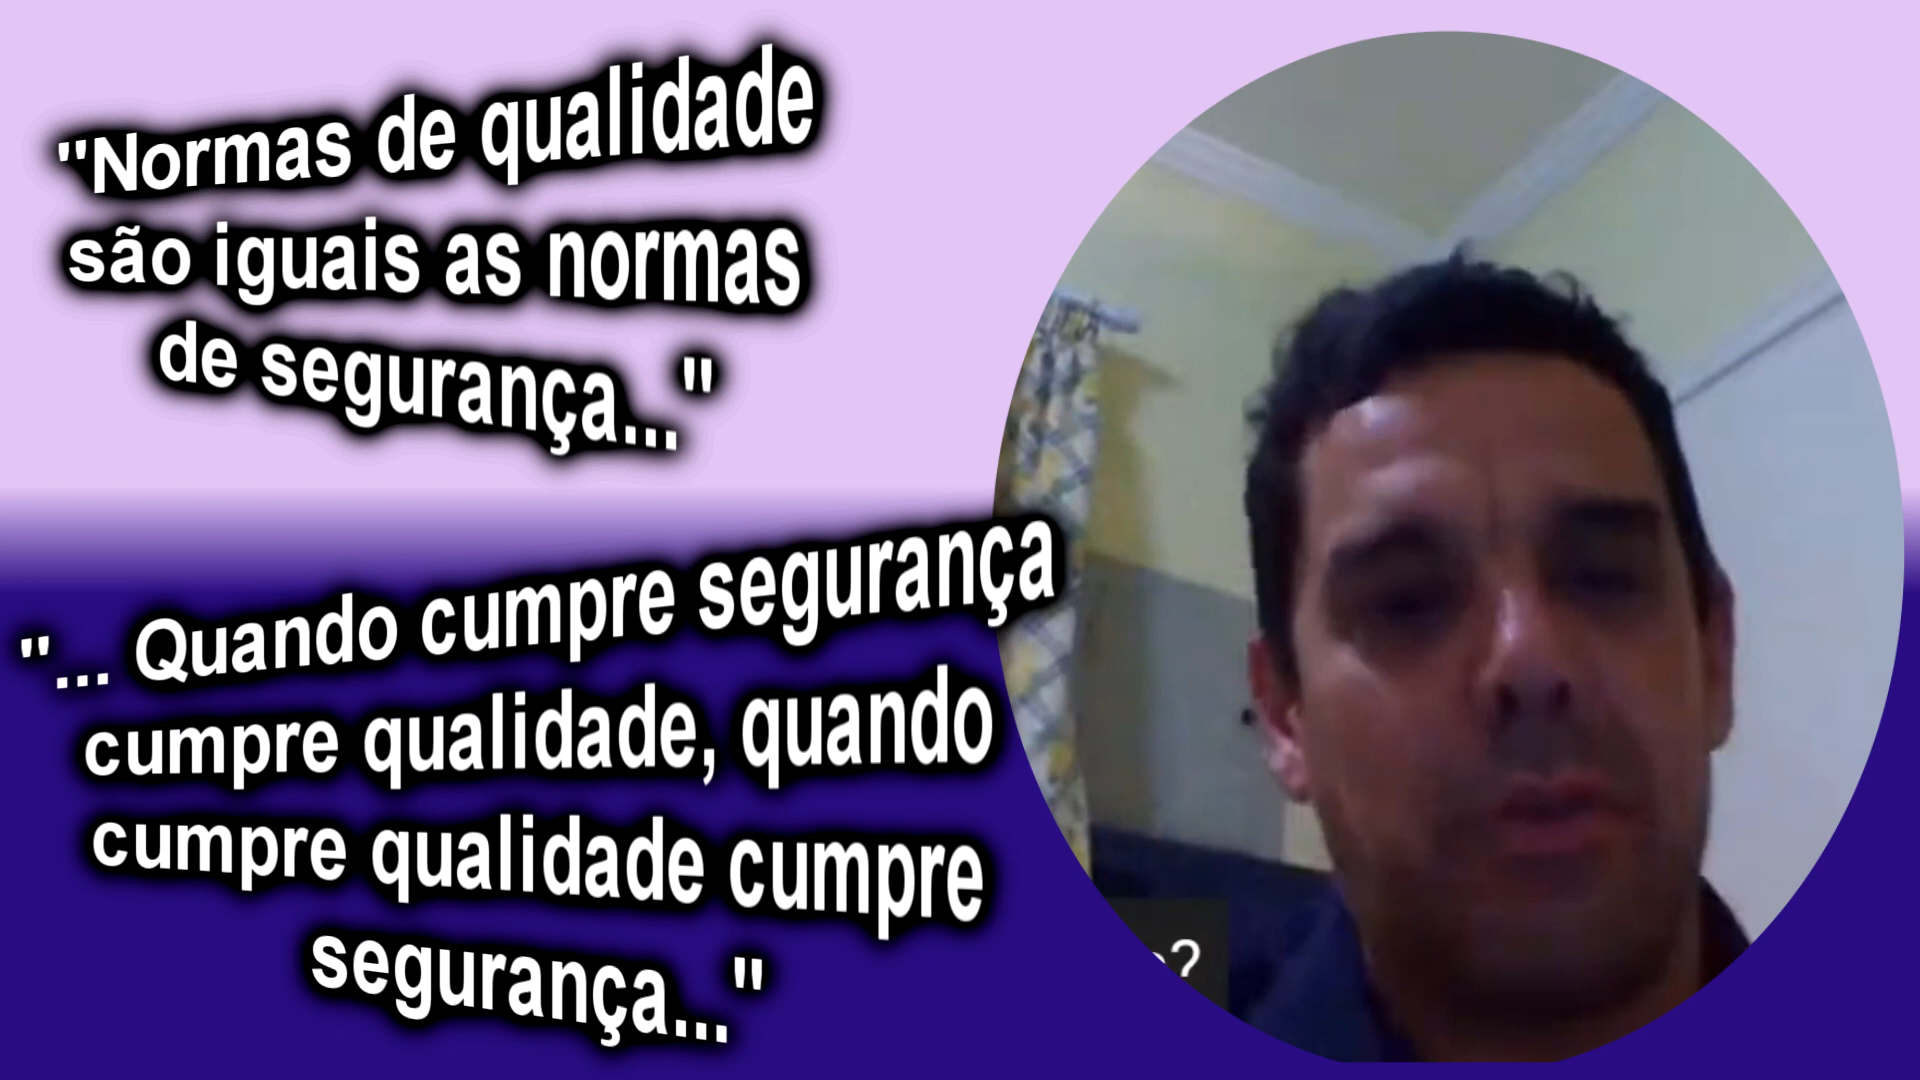 "Normas de qualidade
são iguais as normas
de segurança..."
"... Quando cumpre segurança
cumpre qualidade, quando
cumpre qualidade cumpre
segurança..."
?